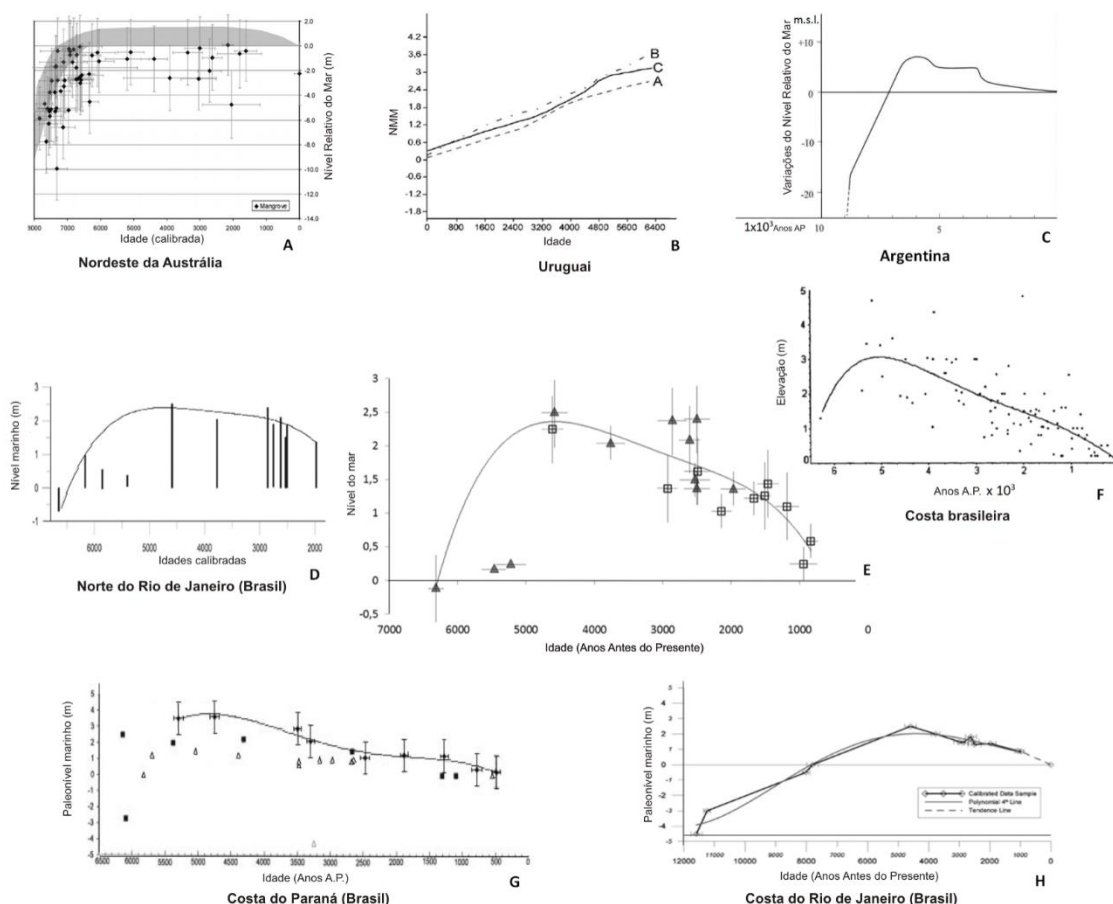 2.0
0.0
-2.0
-4.0
-6.0
-8.0
-10.0
-12.0
-14.0
Nível Relativo do Mar (m)
Mangrove
8000 7000 6000 5000 4000 3000 2000 1000 0
Idade (calibrada)
A
Nordeste da Austrália
NMM
3.6
3.0
2.4
1.8
1.2
0.6
0.0
-0.6
-1.2
-1.8
B
C
A
0 800 1600 2400 3200 4000 4800 5600 6400
Idade
B
Uruguai
m.s.l.
Variações do Nível Relativo do Mar
+10
0
-10
-20
1x10³Anos AP
10 5
C
Argentina
Nível marinho (m)
3
2
1
0
-1
6000 5000 4000 3000 2000
Idades calibradas
D
Norte do Rio de Janeiro (Brasil)
Nível do mar
3
2,5
2
1,5
1
0,5
0
-0,5
7000 6000 5000 4000 3000 2000 1000 0
Idade (Anos Antes do Presente)
E
Elevação (m)
5
4
3
2
1
0
6 5 4 3 2 1 0
Anos A.P. x 10³
F
Costa brasileira
Paleonível marinho (m)
5
4
3
2
1
0
-1
-2
-3
-4
-5
6500 6000 5500 5000 4500 4000 3500 3000 2500 2000 1500 1000 500 0
Idade (Anos A.P.)
G
Costa do Paraná (Brasil)
Paleonível marinho (m)
4
3
2
1
0
-1
-2
-3
-4
-5
Calibrated Data Sample
Polynomial 4º Line
Tendence Line
12000 11000 10000 8000 6000 4000 2000 0
Idade (Anos Antes do Presente)
H
Costa do Rio de Janeiro (Brasil)